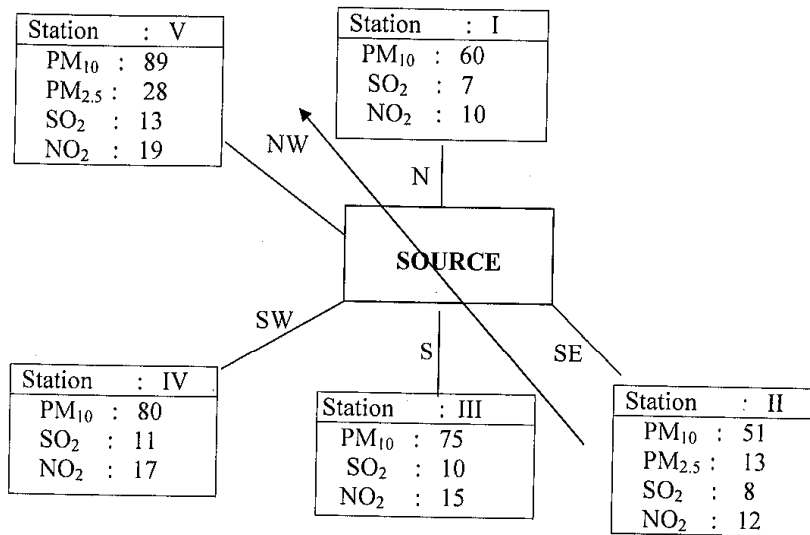 Station : V
PM₁₀ : 89
PM₂.₅ : 28
SO₂ : 13
NO₂ : 19
Station : I
PM₁₀ : 60
SO₂ : 7
NO₂ : 10
NW
N
SOURCE
SW
S
SE
Station : IV
PM₁₀ : 80
SO₂ : 11
NO₂ : 17
Station : III
PM₁₀ : 75
SO₂ : 10
NO₂ : 15
Station : II
PM₁₀ : 51
PM₂.₅ : 13
SO₂ : 8
NO₂ : 12